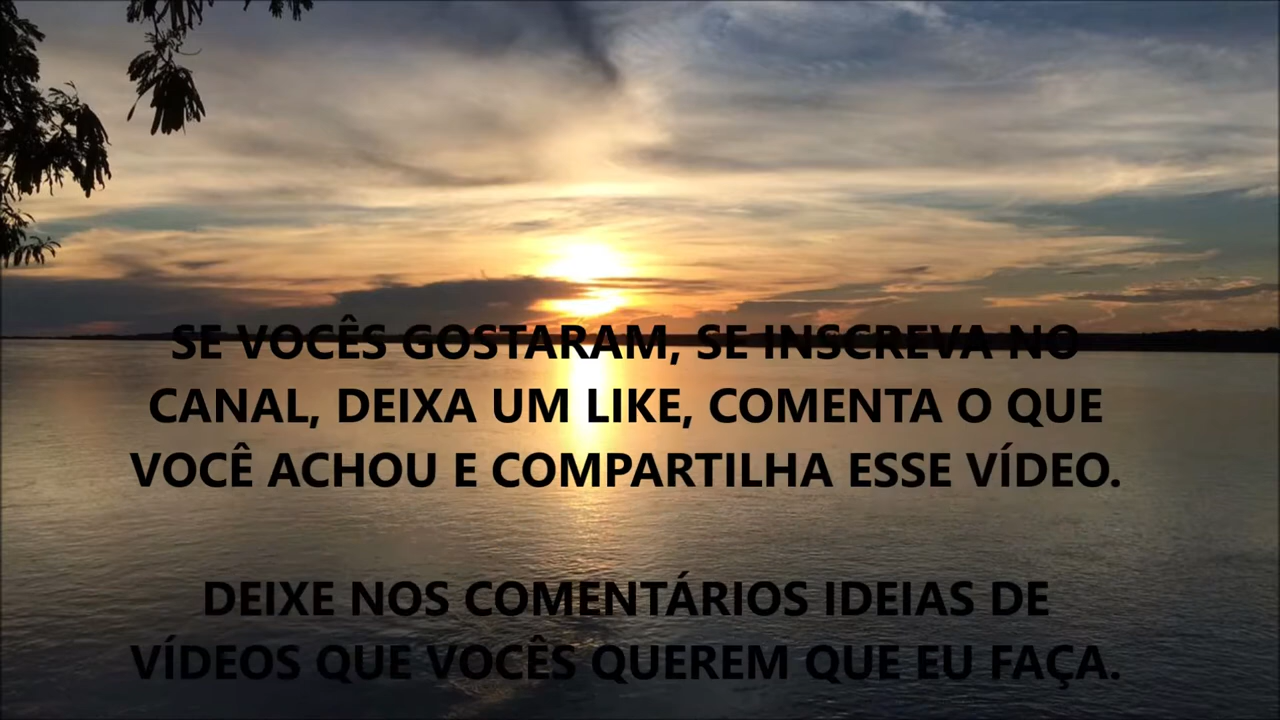 SE VOCÊS GOSTARAM, SE INSCREVA NO
CANAL, DEIXA UM LIKE, COMENTA O QUE
VOCÊ ACHOU E COMPARTILHA ESSE VÍDEO.
DEIXE NOS COMENTÁRIOS IDEIAS DE
VÍDEOS QUE VOCÊS QUEREM QUE EU FAÇA.